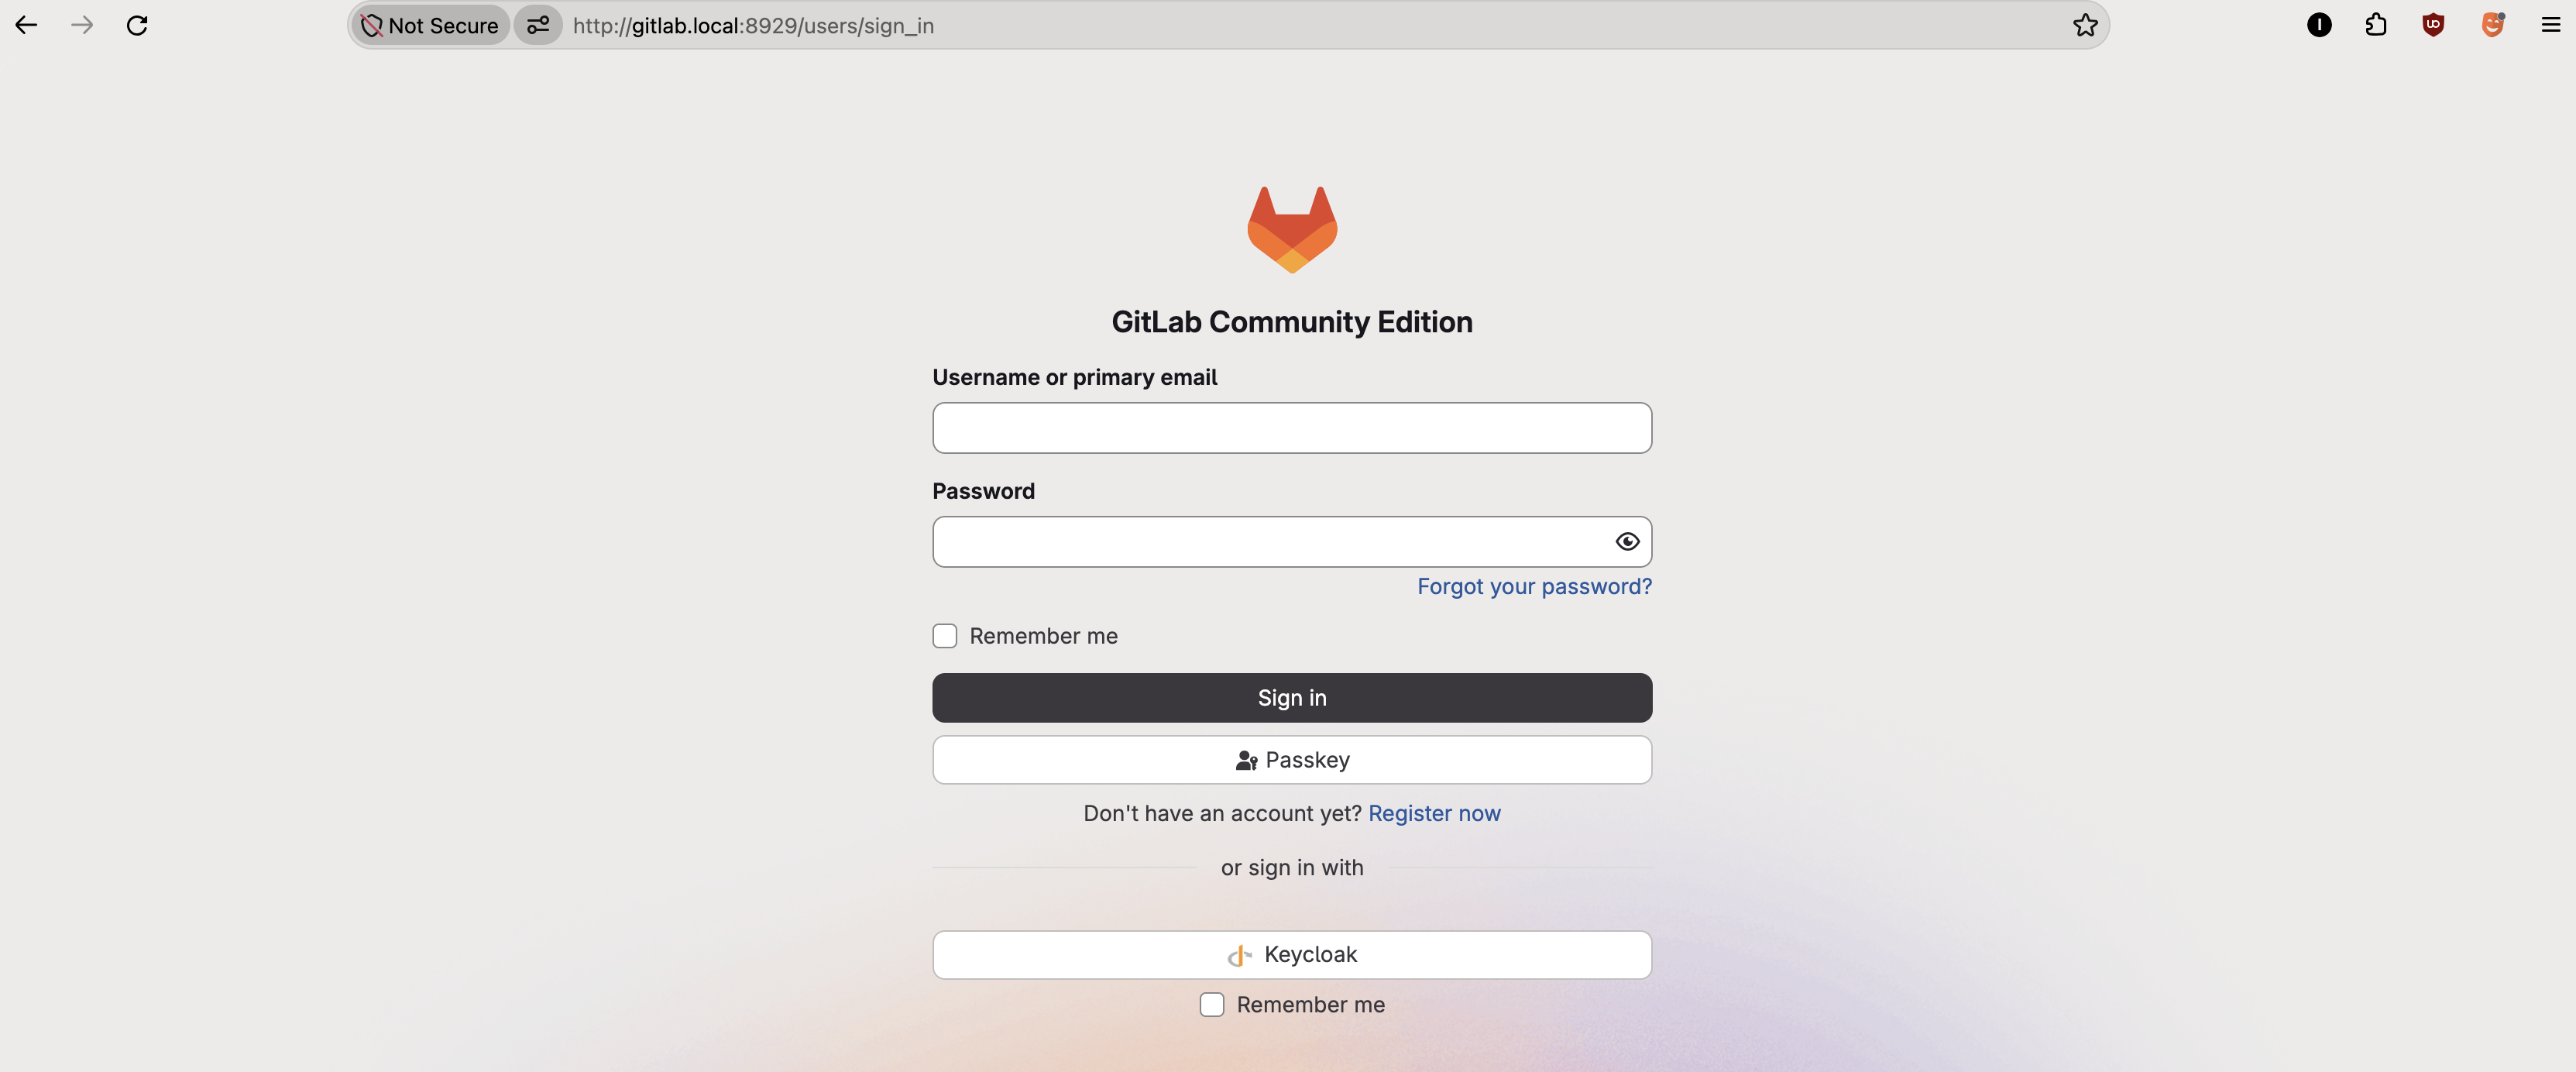 Not Secure http://gitlab.local:8929/users/sign_in
GitLab Community Edition
Username or primary email
Password
Forgot your password?
Remember me
Sign in
Passkey
Don't have an account yet? Register now
or sign in with
Keycloak
Remember me